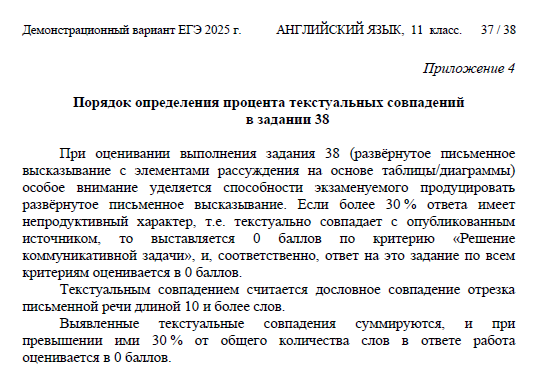 Демонстрационный вариант ЕГЭ 2025 г. АНГЛИЙСКИЙ ЯЗЫК, 11 класс. 37 / 38
Приложение 4
Порядок определения процента текстуальных совпадений
в задании 38
При оценивании выполнения задания 38 (развёрнутое письменное
высказывание с элементами рассуждения на основе таблицы/диаграммы)
особое внимание уделяется способности экзаменуемого продуцировать
развёрнутое письменное высказывание. Если более 30 % ответа имеет
непродуктивный характер, т.е. текстуально совпадает с опубликованным
источником, то выставляется 0 баллов по критерию «Решение
коммуникативной задачи», и, соответственно, ответ на это задание по всем
критериям оценивается в 0 баллов.
Текстуальным совпадением считается дословное совпадение отрезка
письменной речи длиной 10 и более слов.
Выявленные текстуальные совпадения суммируются, и при
превышении ими 30 % от общего количества слов в ответе работа
оценивается в 0 баллов.